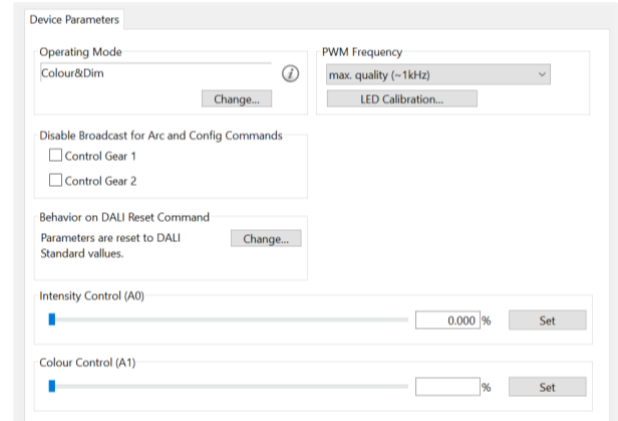 Device Parameters
Operating Mode
Colour&Dim
Change...
PWM Frequency
max. quality (~1kHz)
LED Calibration...
Disable Broadcast for Arc and Config Commands
Control Gear 1
Control Gear 2
Behavior on DALI Reset Command
Parameters are reset to DALI
Standard vallues.
Change...
Intensity Control (A0)
0.000 %
Set
Colour Control (A1)
%
Set